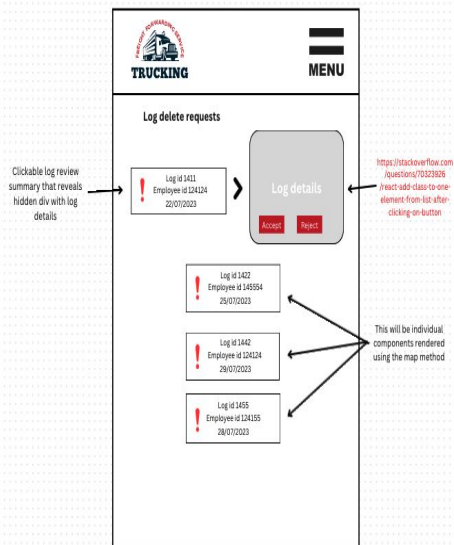 FREIGHT FORWARDING SERVICE
TRUCKING
MENU
Log delete requests
Clickable log review
summary that reveals
hidden div with log
details
Log id 1411
Employee id 124124
22/07/2023
Log details
Accept
Reject
https://stackoverflow.com
/questions/70323926
/react-add-class-to-one-
element-from-list-after-
clicking-on-button
Log id 1422
Employee id 145554
25/07/2023
Log id 1442
Employee id 124124
29/07/2023
Log id 1455
Employee id 124155
28/07/2023
This will be individual
components rendered
using the map method